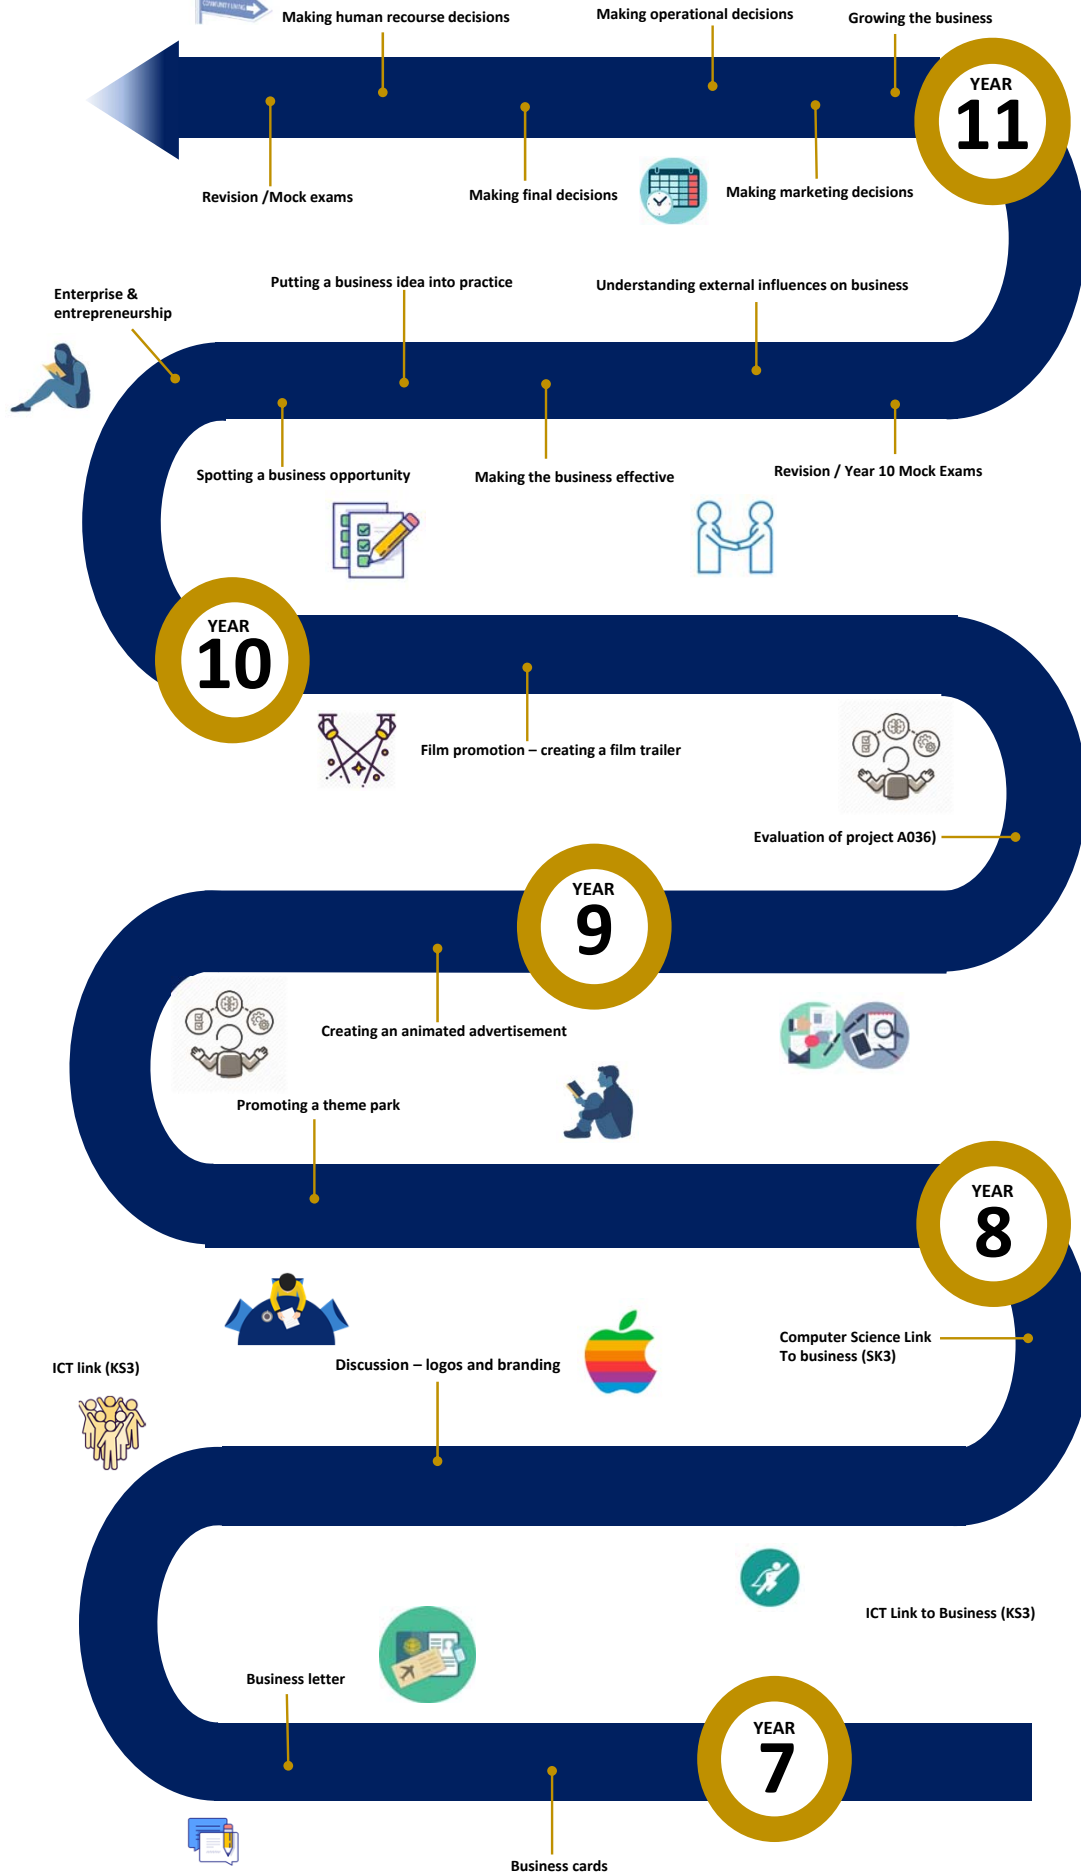 COMMUNITY LIVING
Making human recourse decisions
Making operational decisions
Growing the business
YEAR
11
Revision /Mock exams
Making final decisions
Making marketing decisions
Enterprise &
entrepreneurship
Putting a business idea into practice
Understanding external influences on business
Spotting a business opportunity
Making the business effective
Revision / Year 10 Mock Exams
YEAR
10
Film promotion – creating a film trailer
Evaluation of project A036)
YEAR
9
Creating an animated advertisement
Promoting a theme park
YEAR
8
Computer Science Link
To business (SK3)
Discussion – logos and branding
ICT link (KS3)
ICT Link to Business (KS3)
Business letter
YEAR
7
Business cards